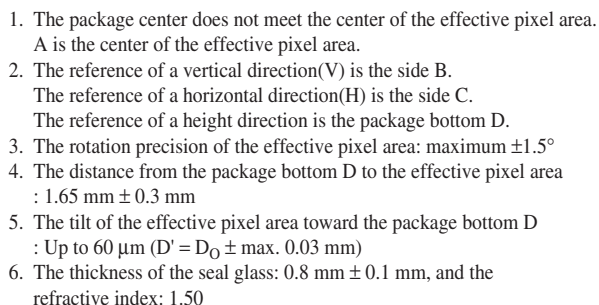 1. The package center does not meet the center of the effective pixel area.
A is the center of the effective pixel area.
2. The reference of a vertical direction(V) is the side B.
The reference of a horizontal direction(H) is the side C.
The reference of a height direction is the package bottom D.
3. The rotation precision of the effective pixel area: maximum ±1.5°
4. The distance from the package bottom D to the effective pixel area
: 1.65 mm ± 0.3 mm
5. The tilt of the effective pixel area toward the package bottom D
: Up to 60 μm (D' = DO ± max. 0.03 mm)
6. The thickness of the seal glass: 0.8 mm ± 0.1 mm, and the
refractive index: 1.50